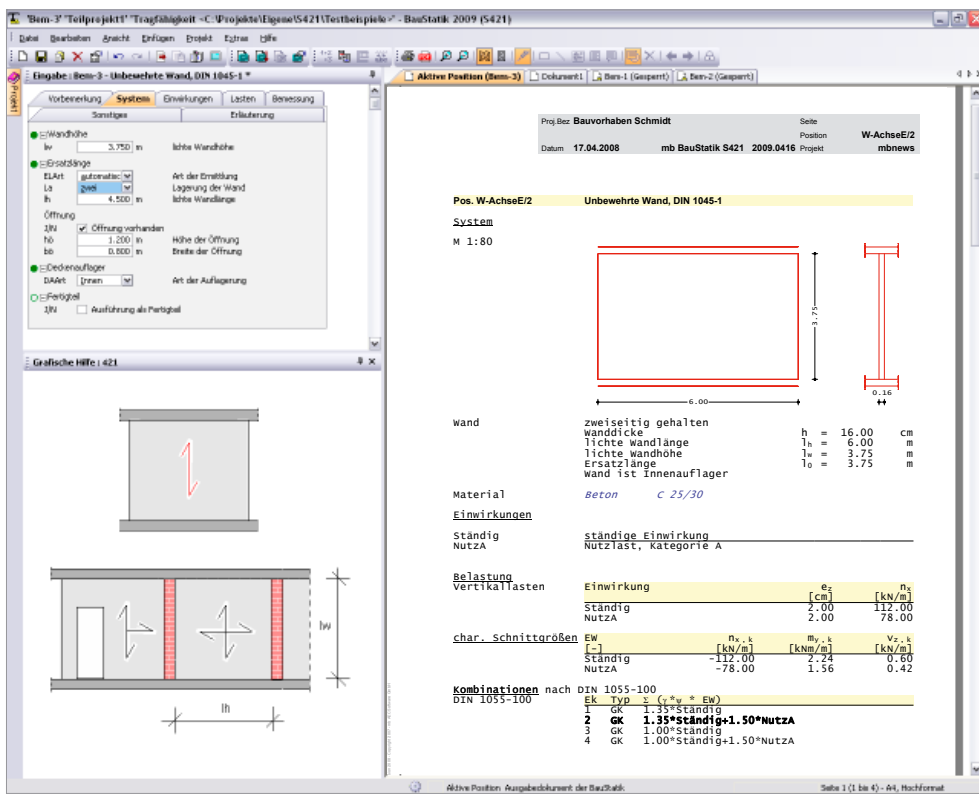 "Bem-3" "Teilprojekt1" "Tragfähigkeit <C:\Projekte\Eigene\S421\Testbeispiele>" - BauStatik 2009 (S421)
Datei Bearbeiten Ansicht Einfügen Projekt Extras Hilfe
Projekt
Eingabe : Bem-3 - Unbewehrte Wand, DIN 1045-1 *
Vorbemerkung System Einwirkungen Lasten Bemessung
Sonstiges Erläuterung
Wandhöhe
lw 3.750 m lichte Wandhöhe
Ersatzlänge
ELArt automatisc Art der Ermittlung
La zwei Lagerung der Wand
lh 4.500 m lichte Wandlänge
Öffnung
J/N Öffnung vorhanden
hö 1.200 m Höhe der Öffnung
bö 0.800 m Breite der Öffnung
Deckenauflager
DAArt Innen Art der Auflagerung
Fertigteil
J/N Ausführung als Fertigteil
Grafische Hilfe : 421
lw
lh
Aktive Position (Bem-3) Dokument1 Bem-1 (Gesperrt) Bem-2 (Gesperrt)
Proj.Bez Bauvorhaben Schmidt Seite
Position W-AchseE/2
Datum 17.04.2008 mb BauStatik S421 2009.0416 Projekt mbnews
Pos. W-AchseE/2 Unbewehrte Wand, DIN 1045-1
System
M 1:80
3.75
6.00
0.16
Wand zweiseitig gehalten
Wanddicke h = 16.00 cm
lichte Wandlänge lh = 6.00 m
lichte Wandhöhe lw = 3.75 m
Ersatzlänge l0 = 3.75 m
Wand ist Innenauflager
Material Beton C 25/30
Einwirkungen
Ständig ständige Einwirkung
NutzA Nutzlast, Kategorie A
Belastung
Vertikallasten Einwirkung ez nx
[cm] [kN/m]
Ständig 2.00 112.00
NutzA 2.00 78.00
char. Schnittgrößen EW nx,k my,k vz,k
[-] [kN/m] [kNm/m] [kN/m]
Ständig -112.00 2.24 0.60
NutzA -78.00 1.56 0.42
Kombinationen nach DIN 1055-100
DIN 1055-100 Ek Typ Σ (γ*ψ * EW)
1 GK 1.35*Ständig
2 GK 1.35*Ständig+1.50*NutzA
3 GK 1.00*Ständig
4 GK 1.00*Ständig+1.50*NutzA
Aktive Position Ausgabedokument der BauStatik Seite 1 (1 bis 4) - A4, Hochformat